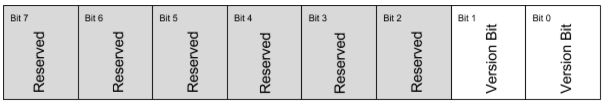 Bit 7
Reserved
Bit 6
Reserved
Bit 5
Reserved
Bit 4
Reserved
Bit 3
Reserved
Bit 2
Reserved
Bit 1
Version Bit
Bit 0
Version Bit